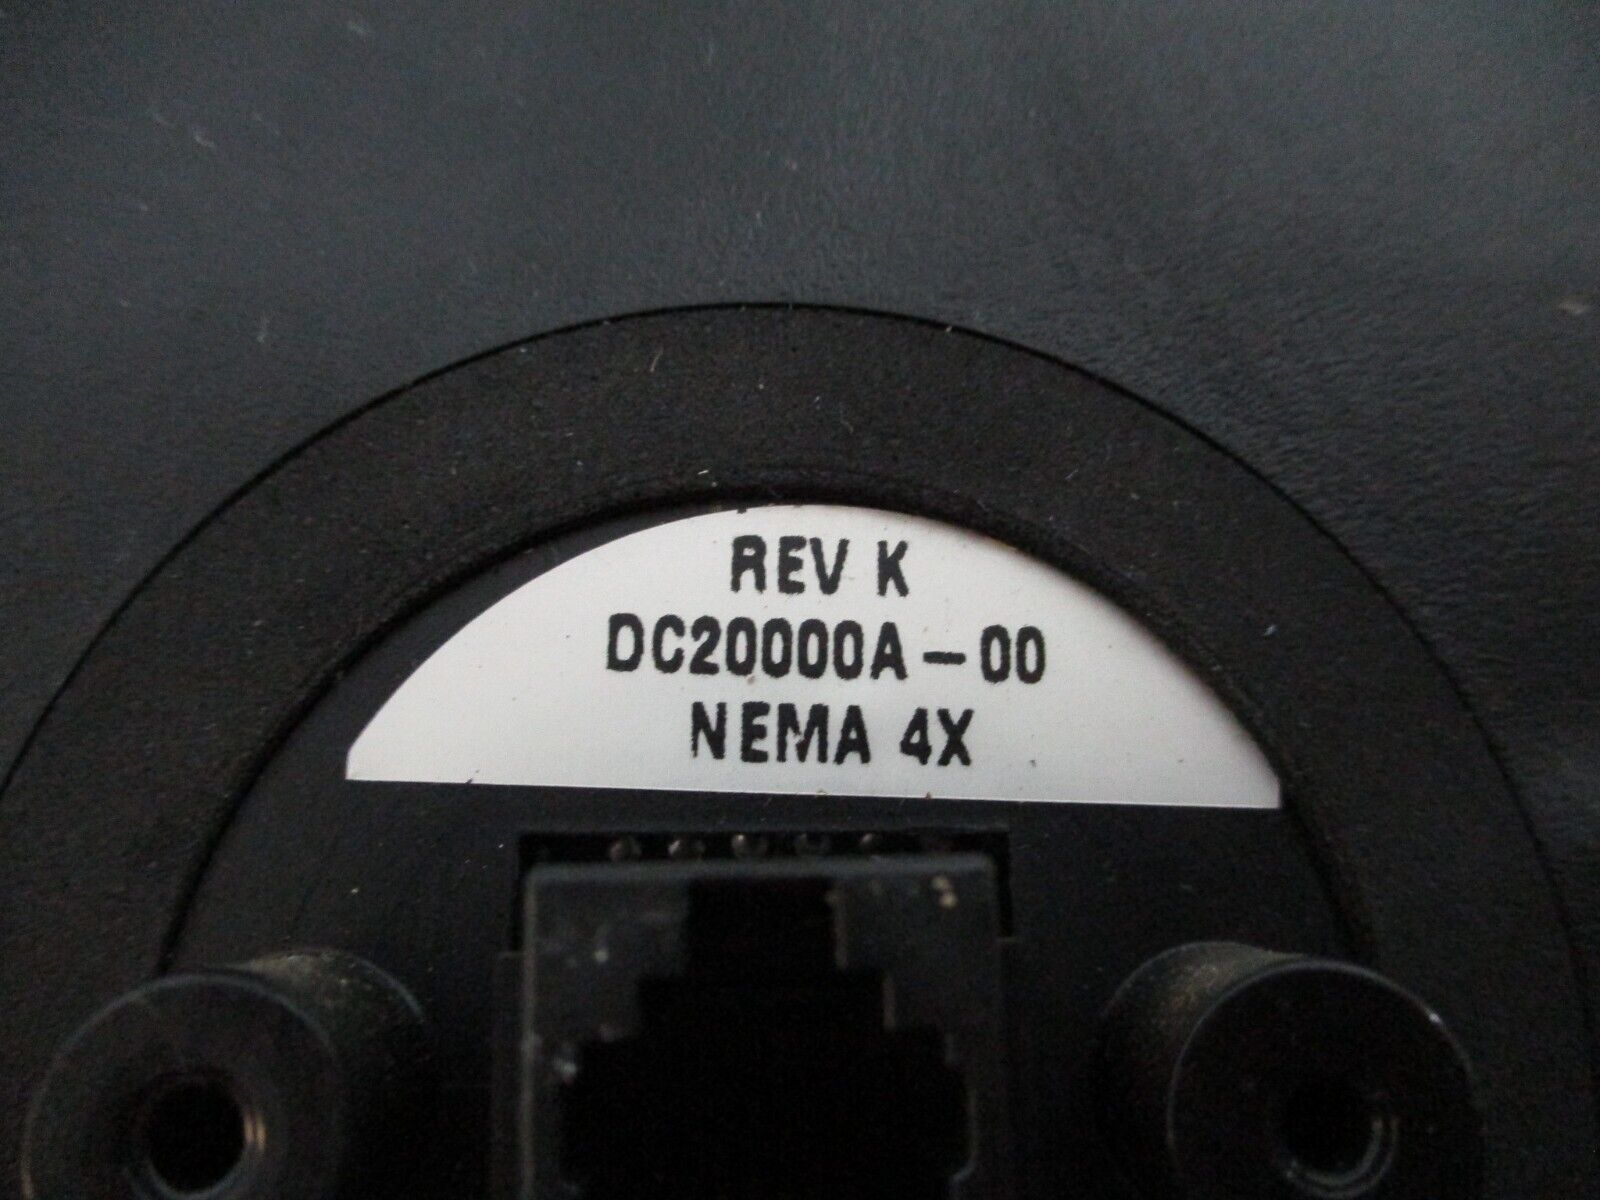 REV K
DC20000A-00
NEMA 4X